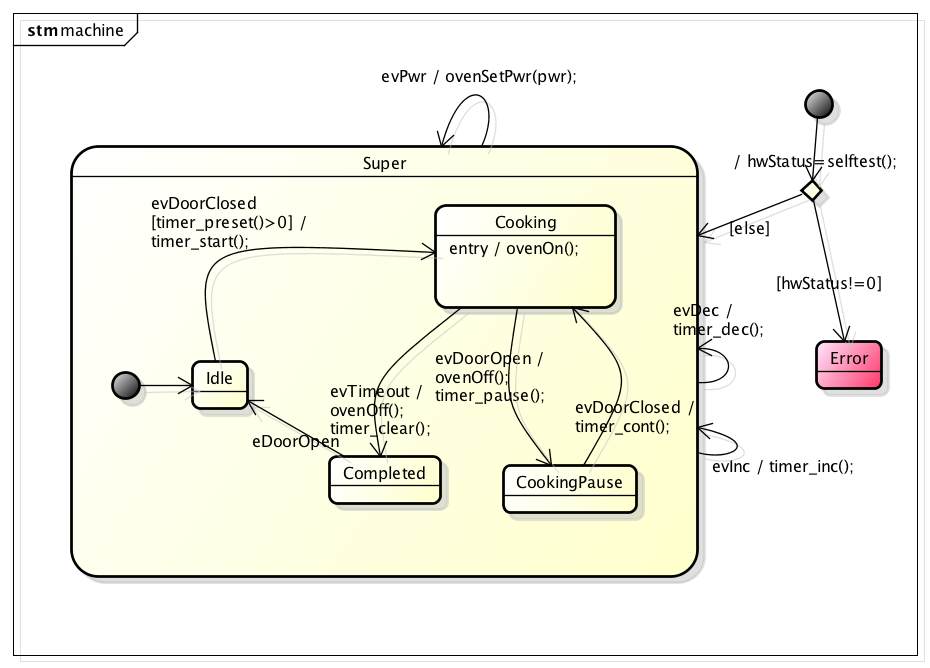 stm machine
evPwr / ovenSetPwr(pwr);
/ hwStatus=selftest();
Super
evDoorClosed
[timer_preset()>0] /
timer_start();
Cooking
entry / ovenOn();
[else]
[hwStatus!=0]
evDec /
timer_dec();
Error
Idle
evDoorOpen /
ovenOff();
timer_pause();
evTimeout /
ovenOff();
timer_clear();
evDoorClosed /
timer_cont();
eDoorOpen
Completed
CookingPause
evInc / timer_inc();